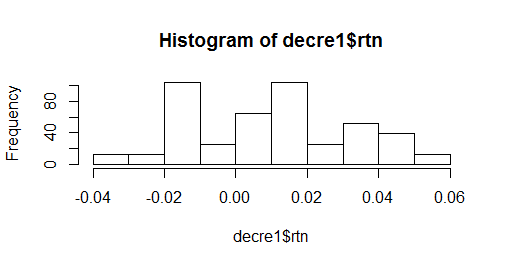 Histogram of decre1$rtn
Frequency
80
40
0
-0.04 -0.02 0.00 0.02 0.04 0.06
decre1$rtn